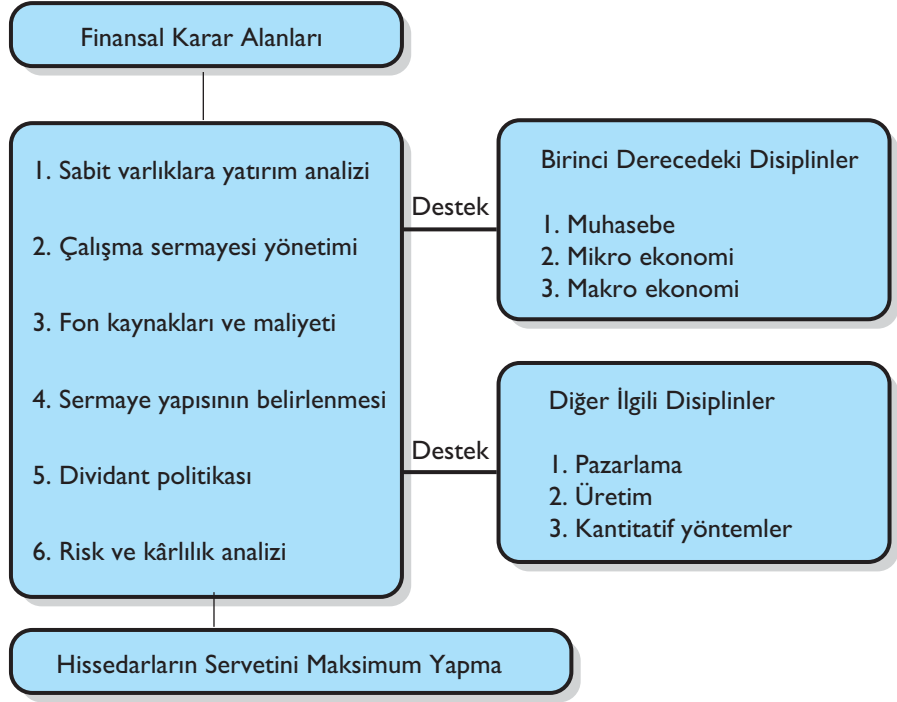 Finansal Karar Alanları
1. Sabit varlıklara yatırım analizi
2. Çalışma sermayesi yönetimi
3. Fon kaynakları ve maliyeti
4. Sermaye yapısının belirlenmesi
5. Dividant politikası
6. Risk ve kârlılık analizi
Destek
Birinci Derecedeki Disiplinler
1. Muhasebe
2. Mikro ekonomi
3. Makro ekonomi
Destek
Diğer İlgili Disiplinler
1. Pazarlama
2. Üretim
3. Kantitatif yöntemler
Hissedarların Servetini Maksimum Yapma